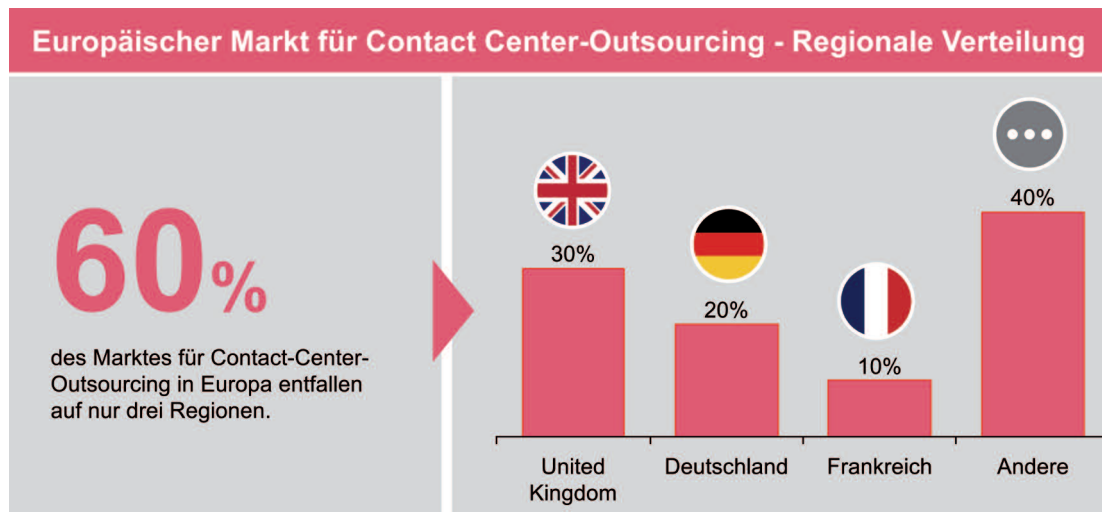 Europäischer Markt für Contact Center-Outsourcing - Regionale Verteilung
60%
des Marktes für Contact-Center-
Outsourcing in Europa entfallen
auf nur drei Regionen.
30%
20%
10%
40%
United
Kingdom
Deutschland
Frankreich
Andere